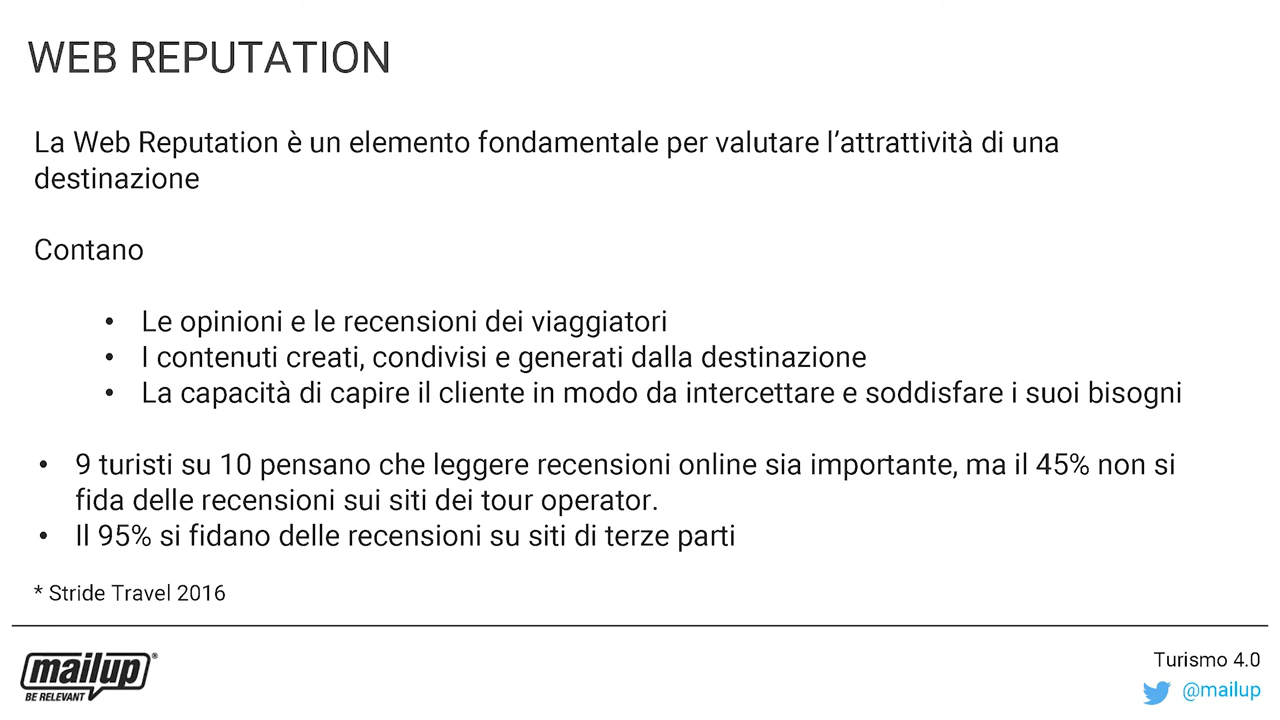 WEB REPUTATION
La Web Reputation è un elemento fondamentale per valutare l’attrattività di una
destinazione
Contano
• Le opinioni e le recensioni dei viaggiatori
• I contenuti creati, condivisi e generati dalla destinazione
• La capacità di capire il cliente in modo da intercettare e soddisfare i suoi bisogni
• 9 turisti su 10 pensano che leggere recensioni online sia importante, ma il 45% non si
fida delle recensioni sui siti dei tour operator.
• Il 95% si fidano delle recensioni su siti di terze parti
* Stride Travel 2016
mailup®
BE RELEVANT
Turismo 4.0
@mailup